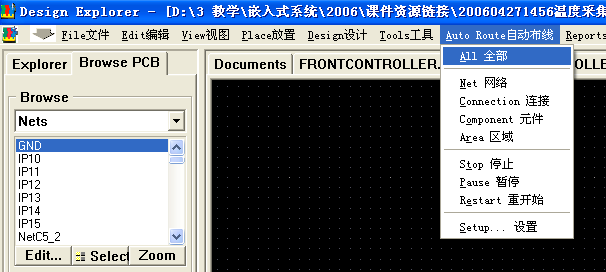 Design Explorer - [D:\3 教学\嵌入式系统\2006\课件资源链接\200604271456温度采集
File文件 Edit编辑 View视图 Place放置 Design设计 Tools工具 Auto Route自动布线 Reports
Explorer Browse PCB Documents FRONTCONTROLLER.
All 全部
Browse
Nets
Net 网络
Connection 连接
Component 元件
Area 区域
GND
IP10
IP11
IP12
IP13
IP14
IP15
NetC5_2
Stop 停止
Pause 暂停
Restart 重开始
Setup... 设置
Edit... Select Zoom